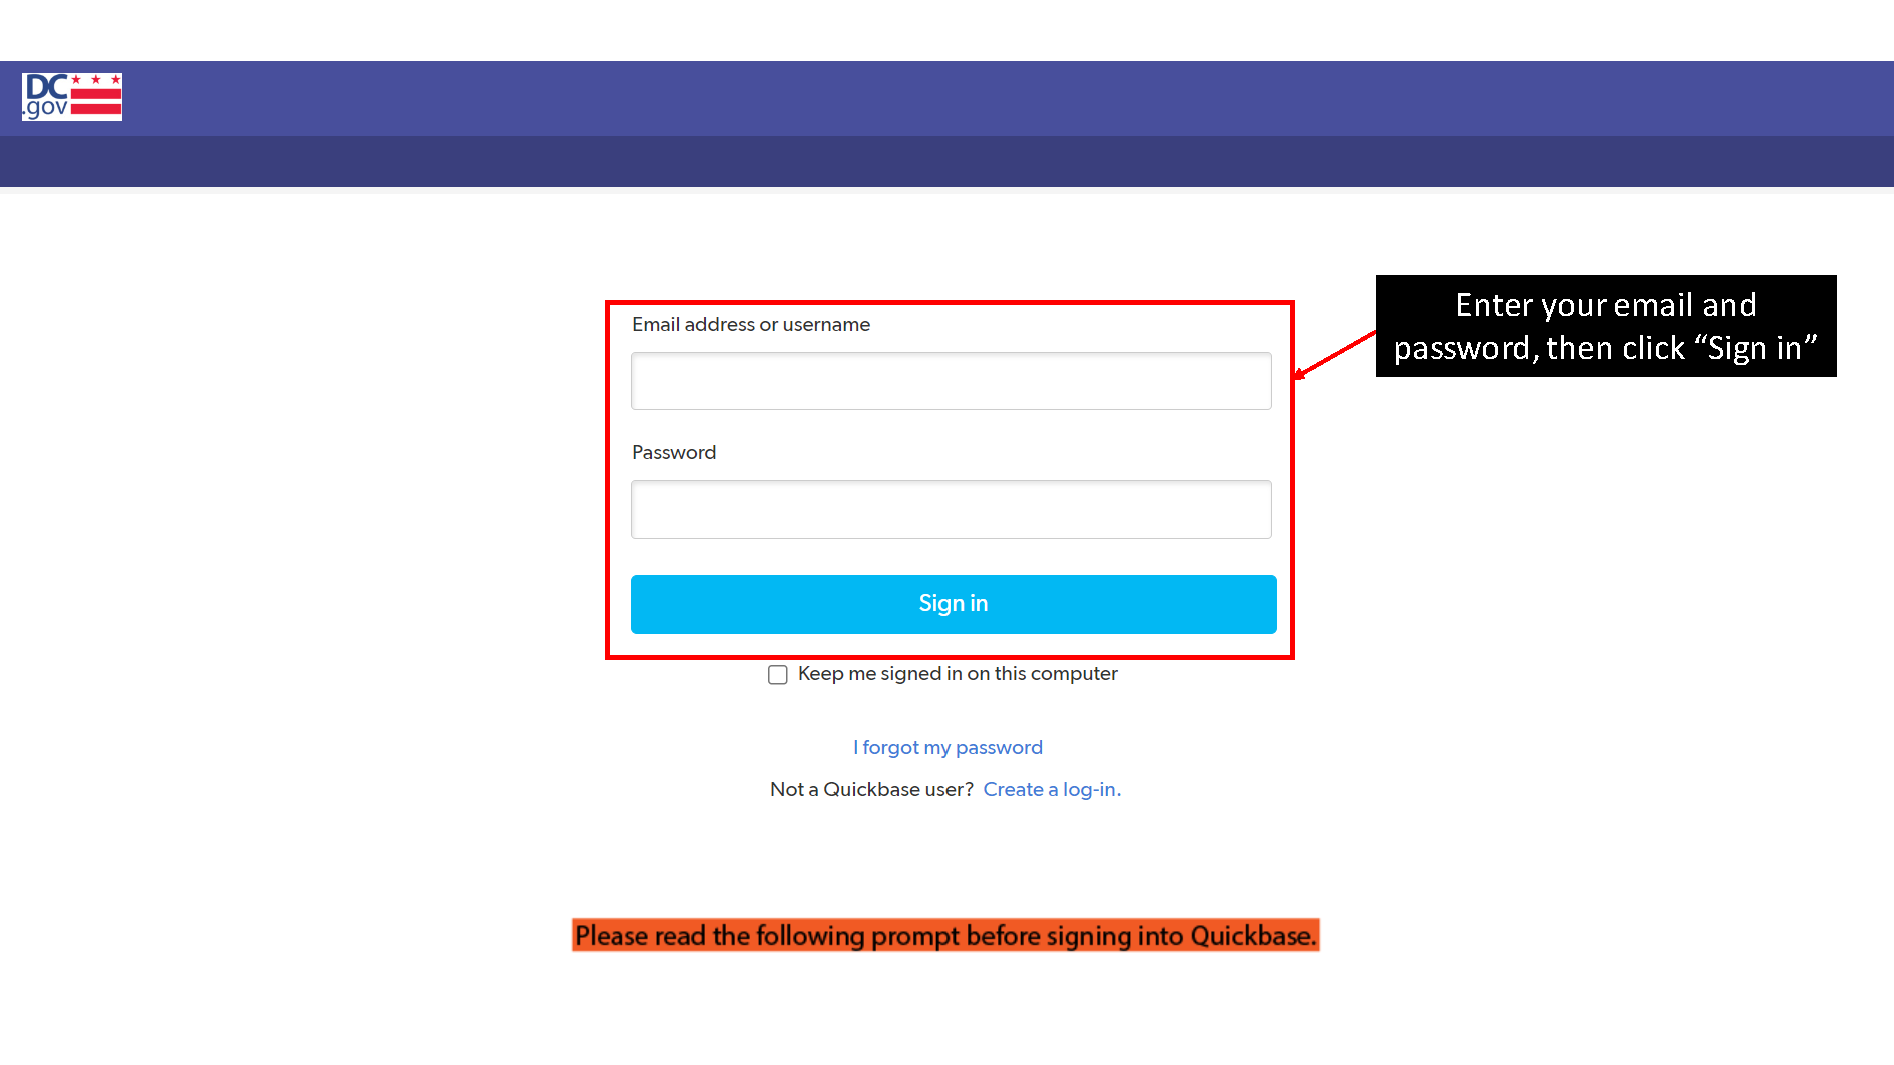 DC
.gov
Enter your email and
password, then click “Sign in”
Email address or username
Password
Sign in
Keep me signed in on this computer
I forgot my password
Not a Quickbase user? Create a log-in.
Please read the following prompt before signing into Quickbase.